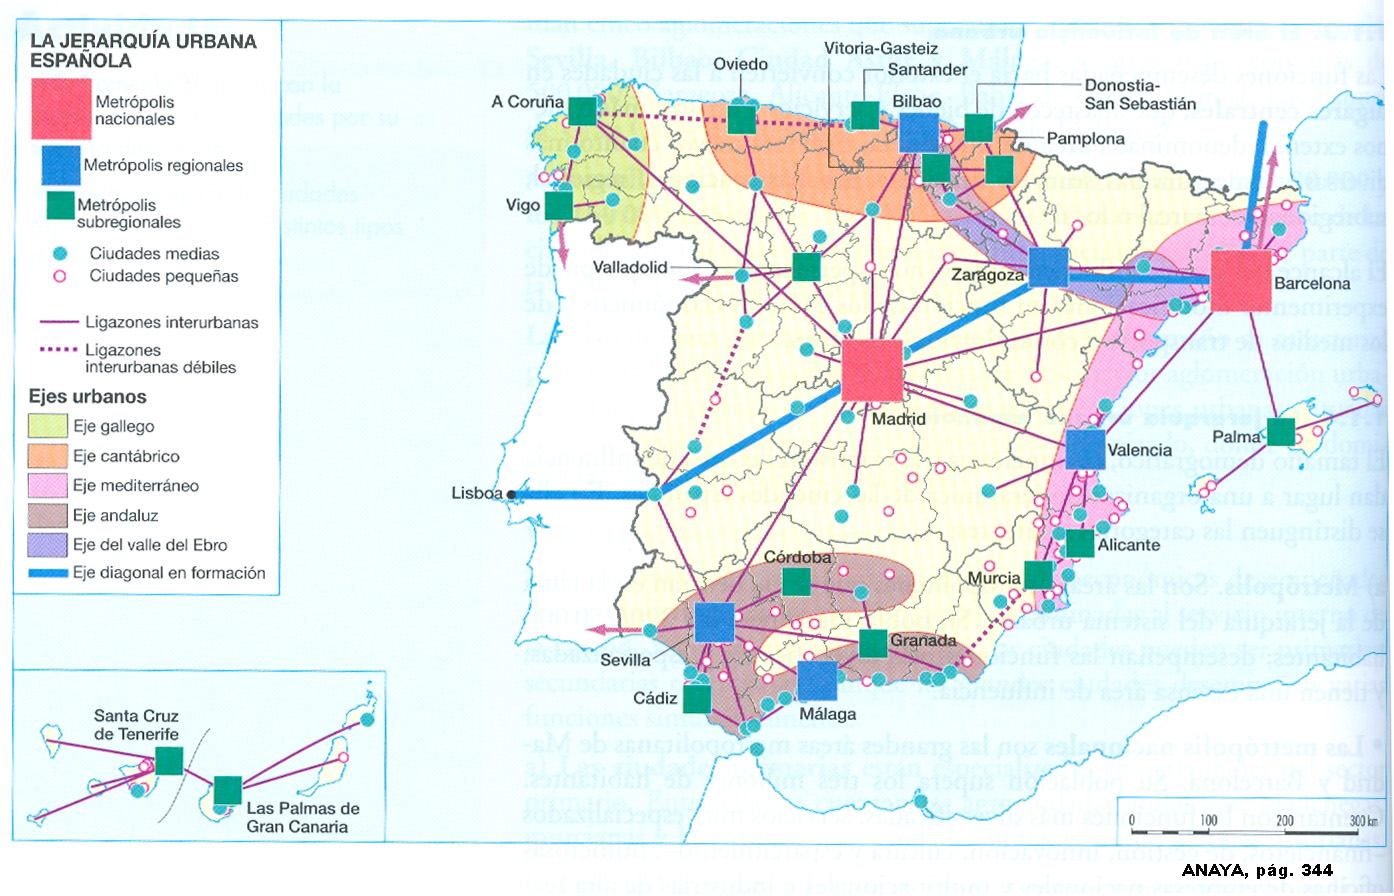 LA JERARQUÍA URBANA
ESPAÑOLA
Metrópolis
nacionales
Metrópolis regionales
Metrópolis
subregionales
Ciudades medias
Ciudades pequeñas
Ligazones interurbanas
Ligazones
interurbanas débiles
Ejes urbanos
Eje gallego
Eje cantábrico
Eje mediterráneo
Eje andaluz
Eje del valle del Ebro
Eje diagonal en formación
Vitoria-Gasteiz
Oviedo
Santander
Donostia-
San Sebastián
A Coruña
Bilbao
Pamplona
Vigo
Valladolid
Zaragoza
Barcelona
Madrid
Palma
Valencia
Lisboa
Alicante
Córdoba
Murcia
Granada
Sevilla
Cádiz
Málaga
Santa Cruz
de Tenerife
Las Palmas de
Gran Canaria
0 100 200 300 km
ANAYA, pág. 344